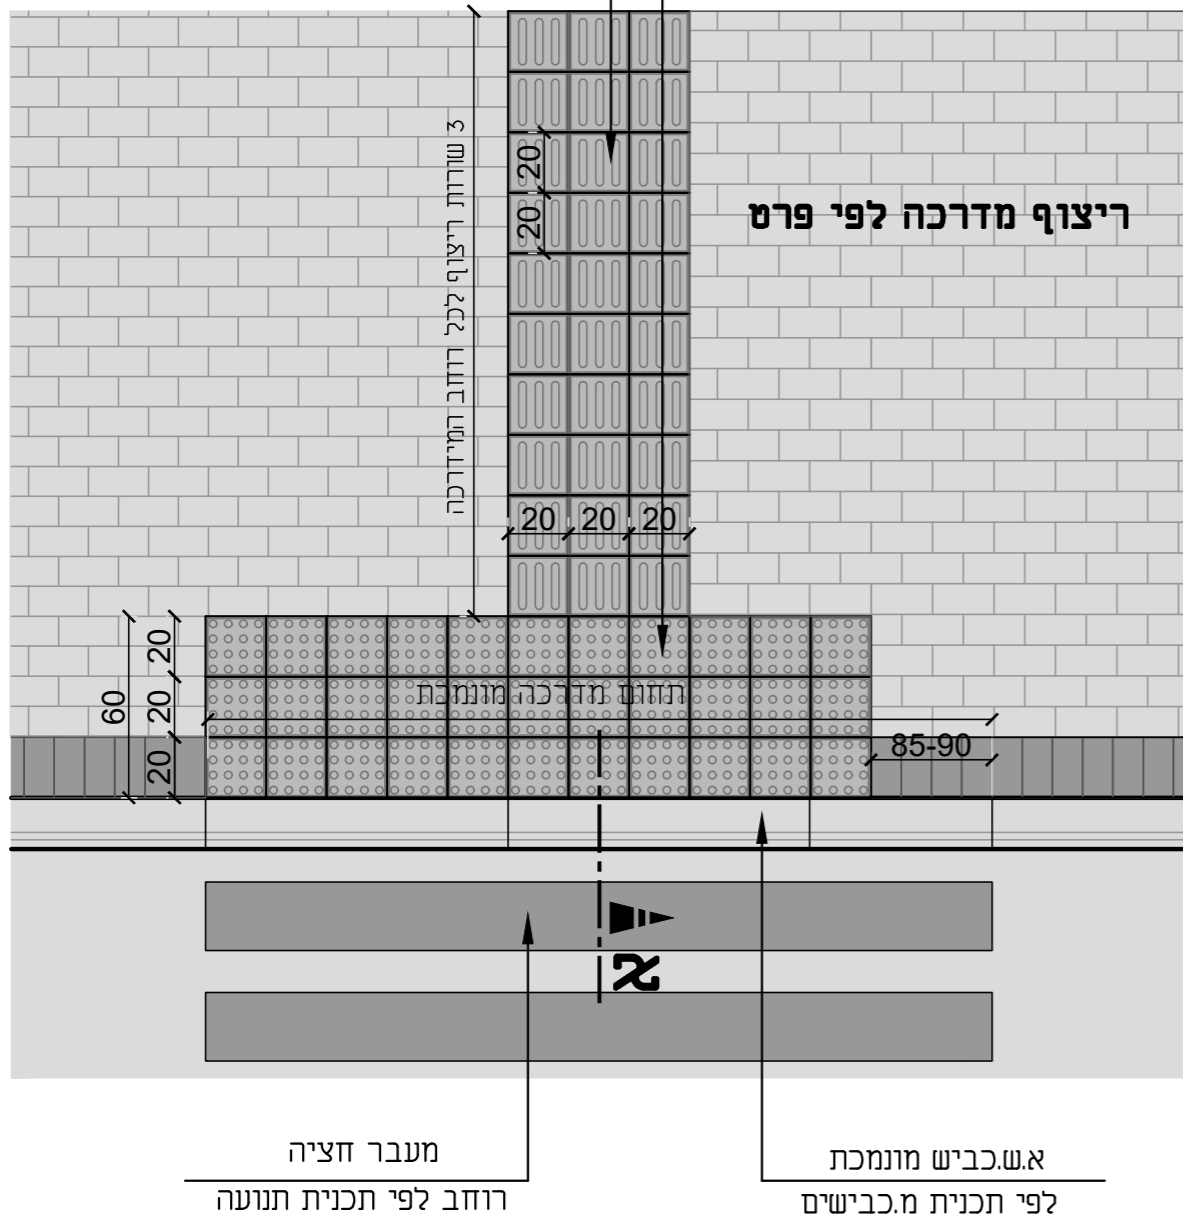 3 שורות ריצוף לכל רוחב המידרכה
20
20
ריצוף מדרכה לפי פרט
20 20 20
20
20
20
60
תחום מדרכה מונמכת
85-90
א
מעבר חציה
רוחב לפי תכנית תנועה
א.ש.כביש מונמכת
לפי תכנית מ.כבישים